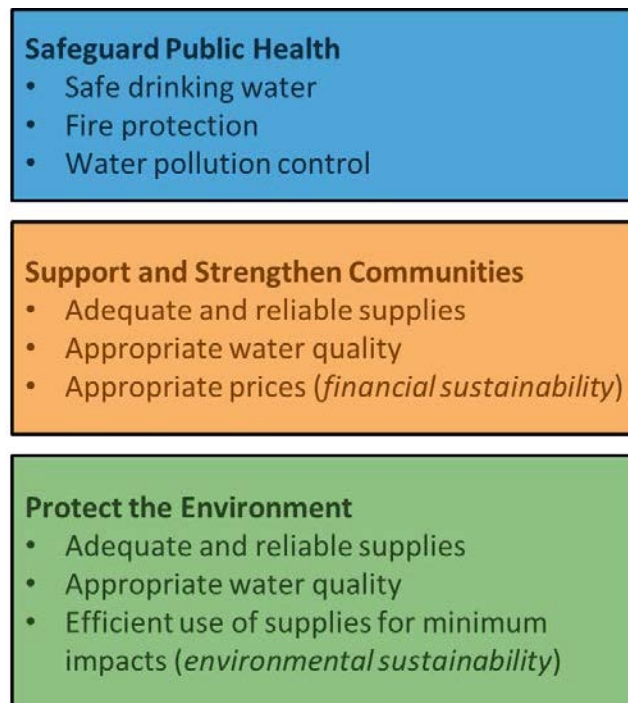 Safeguard Public Health
• Safe drinking water
• Fire protection
• Water pollution control
Support and Strengthen Communities
• Adequate and reliable supplies
• Appropriate water quality
• Appropriate prices (financial sustainability)
Protect the Environment
• Adequate and reliable supplies
• Appropriate water quality
• Efficient use of supplies for minimum
impacts (environmental sustainability)